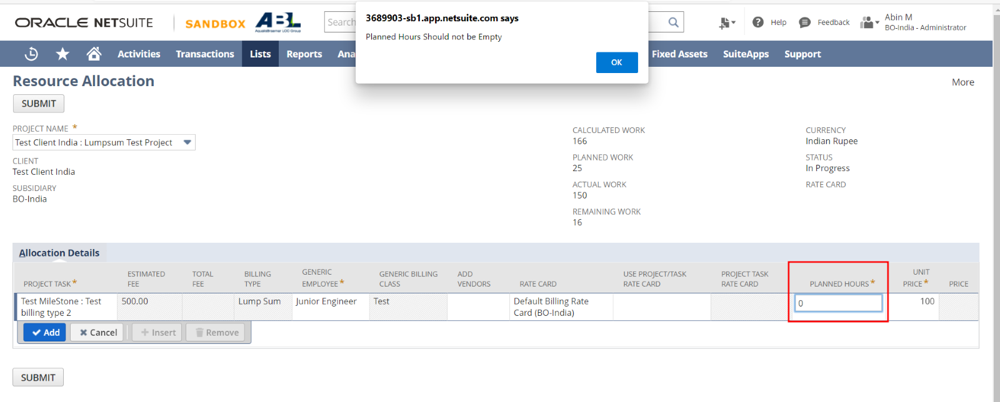 3689903-sb1.app.netsuite.com says
Planned Hours Should not be Empty
OK
ORACLE NETSUITE
SANDBOX
ABL
AqualisBraemar LOC Group
Search
Help
Feedback
Abin M
BO-India - Administrator
Activities
Transactions
Lists
Reports
Ana
Fixed Assets
SuiteApps
Support
Resource Allocation
More
SUBMIT
PROJECT NAME *
Test Client India : Lumpsum Test Project
CLIENT
Test Client India
SUBSIDIARY
BO-India
CALCULATED WORK
166
PLANNED WORK
25
ACTUAL WORK
150
REMAINING WORK
16
CURRENCY
Indian Rupee
STATUS
In Progress
RATE CARD
Allocation Details
PROJECT TASK *
ESTIMATED
FEE
TOTAL
FEE
BILLING
TYPE
GENERIC
EMPLOYEE *
GENERIC BILLING
CLASS
ADD
VENDORS
RATE CARD
USE PROJECT/TASK
RATE CARD
PROJECT TASK
RATE CARD
PLANNED HOURS *
UNIT
PRICE *
PRICE
Test MileStone : Test
billing type 2
500.00
Lump Sum
Junior Engineer
Test
Default Billing Rate
Card (BO-India)
0
100
Add
Cancel
Insert
Remove
SUBMIT